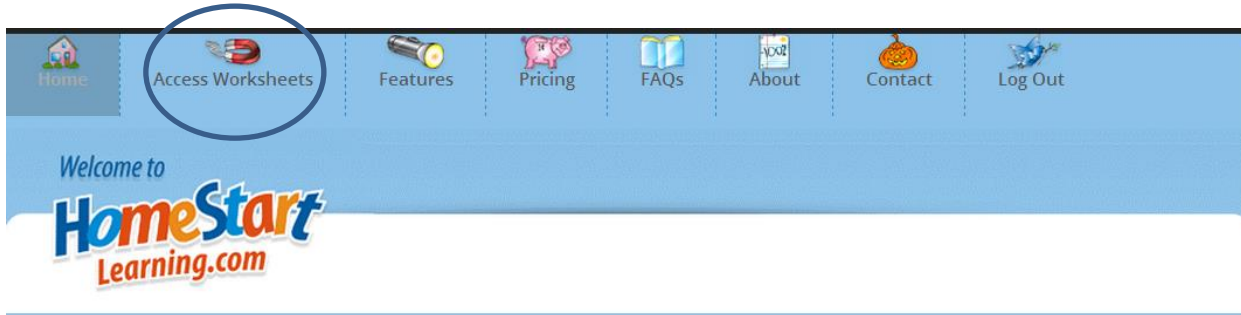 Home Access Worksheets Features Pricing FAQs About Contact Log Out
Welcome to
HomeStart
Learning.com